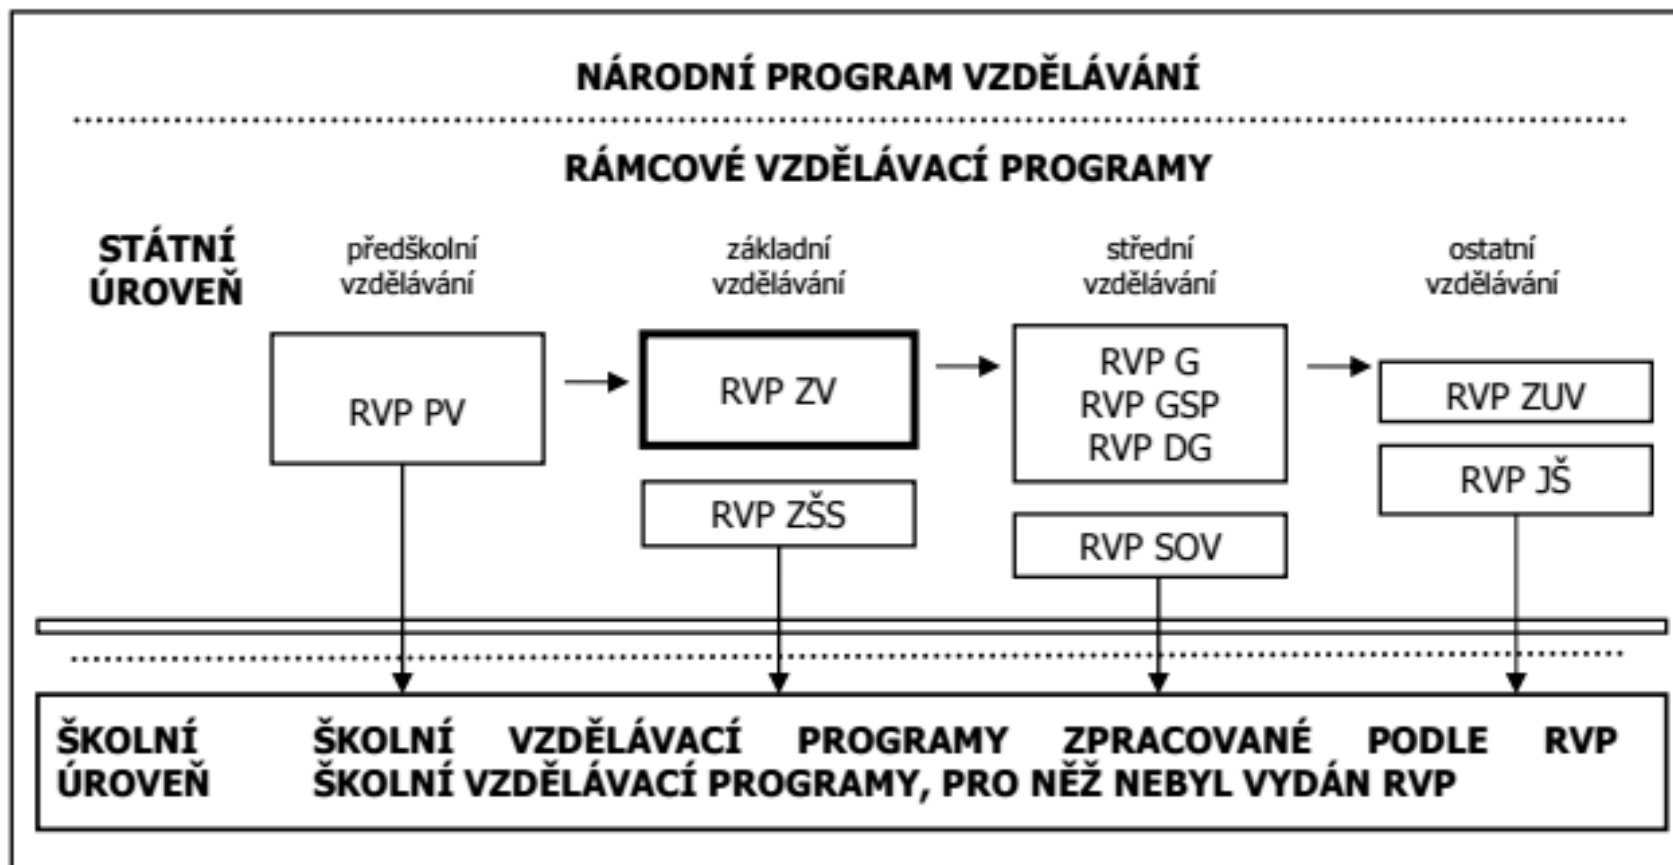 NÁRODNÍ PROGRAM VZDĚLÁVÁNÍ
RÁMCOVÉ VZDĚLÁVACÍ PROGRAMY
STÁTNÍ
ÚROVEŇ
předškolní
vzdělávání
základní
vzdělávání
střední
vzdělávání
ostatní
vzdělávání
RVP PV
RVP ZV
RVP ZŠS
RVP G
RVP GSP
RVP DG
RVP SOV
RVP ZUV
RVP JŠ
ŠKOLNÍ
ÚROVEŇ
ŠKOLNÍ VZDĚLÁVACÍ PROGRAMY ZPRACOVANÉ PODLE RVP
ŠKOLNÍ VZDĚLÁVACÍ PROGRAMY, PRO NĚŽ NEBYL VYDÁN RVP